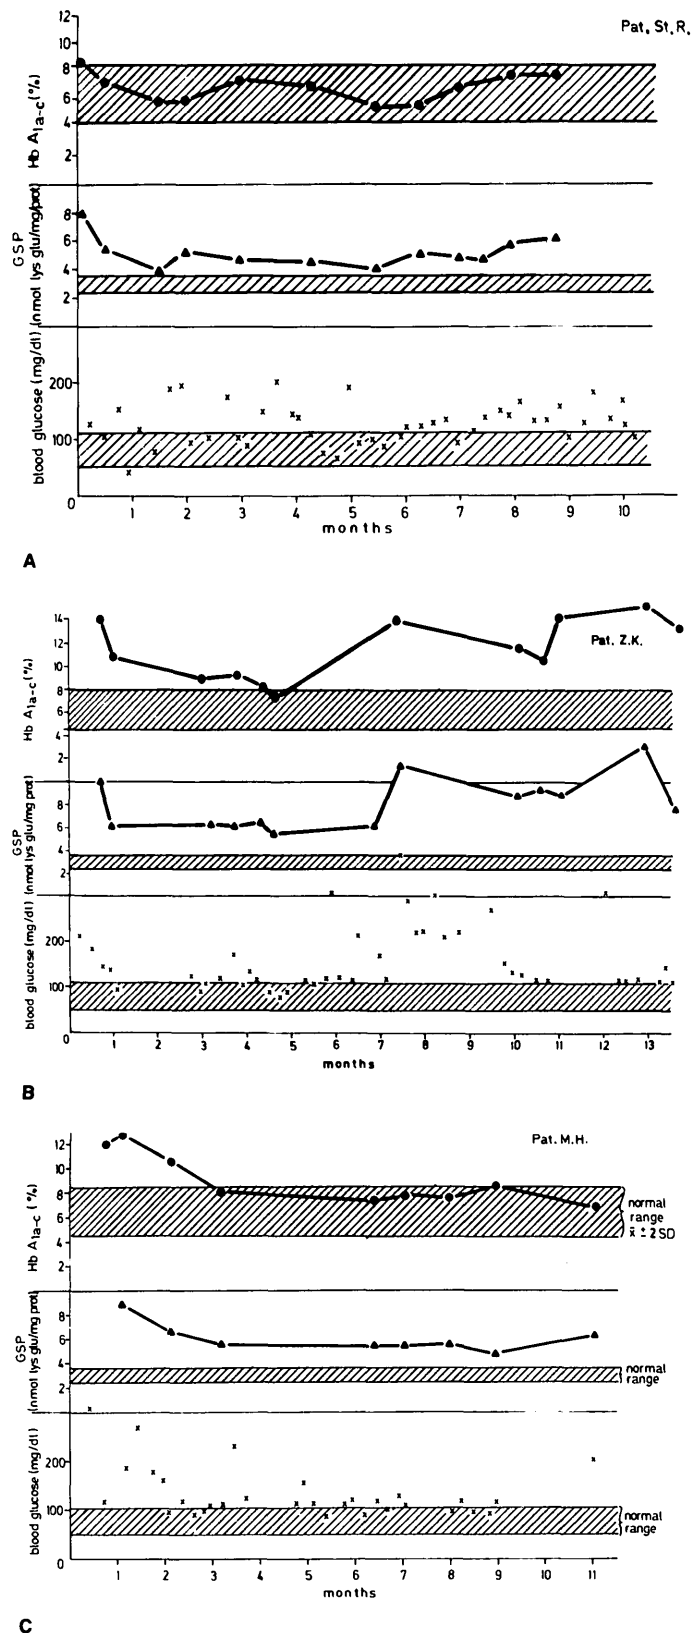 Pat. St. R.
Hb A1a-c (%)
12
10
8
6
4
2
GSP
(nmol lys glu/mg/prot)
8
6
4
2
blood glucose (mg/dl)
200
100
0
0 1 2 3 4 5 6 7 8 9 10
months
A
Pat. Z.K.
Hb A1a-c (%)
14
12
10
8
6
4
2
GSP
(nmol lys glu/mg prot)
8
6
4
2
blood glucose (mg/dl)
200
100
0
1 2 3 4 5 6 7 8 9 10 11 12 13
months
B
Pat. M.H.
Hb A1a-c (%)
12
10
8
6
4
2
normal
range
x̄ ± 2 SD
GSP
(nmol lys glu/mg prot)
8
6
4
2
normal
range
blood glucose (mg/dl)
200
100
0
normal
range
1 2 3 4 5 6 7 8 9 10 11
months
C